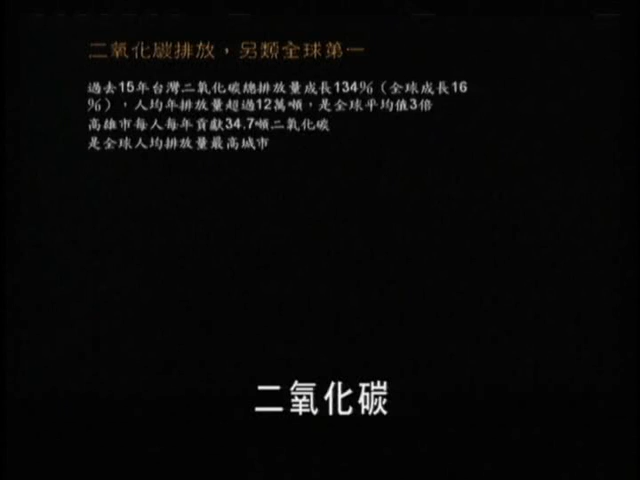 二氧化碳排放，另類全球第一
過去15年台灣二氧化碳總排放量成長134％（全球成長16
％），人均年排放量超過12萬噸，是全球平均值3倍
高雄市每人每年貢獻34.7噸二氧化碳
是全球人均排放量最高城市
二氧化碳